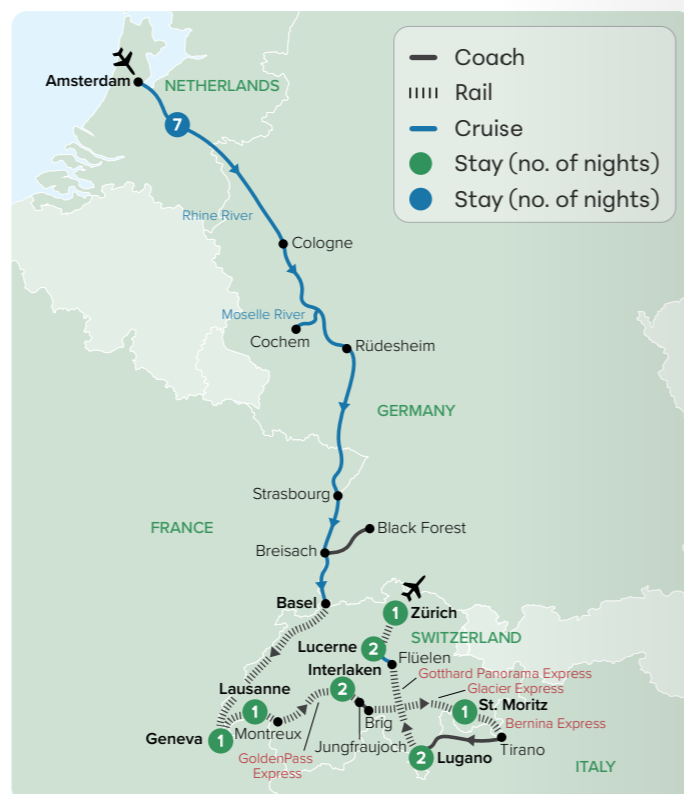 Coach
Rail
Cruise
Stay (no. of nights)
Stay (no. of nights)
Amsterdam
NETHERLANDS
7
Rhine River
Cologne
Moselle River
Cochem
Rüdesheim
GERMANY
Strasbourg
FRANCE
Black Forest
Breisach
Basel
1
Zürich
Lucerne
2
SWITZERLAND
Flüelen
Interlaken
Gotthard Panorama Express
Glacier Express
Lausanne
2
1
1
St. Moritz
Brig
Bernina Express
Montreux
Geneva
1
Jungfraujoch
Tirano
GoldenPass
Express
2
Lugano
ITALY